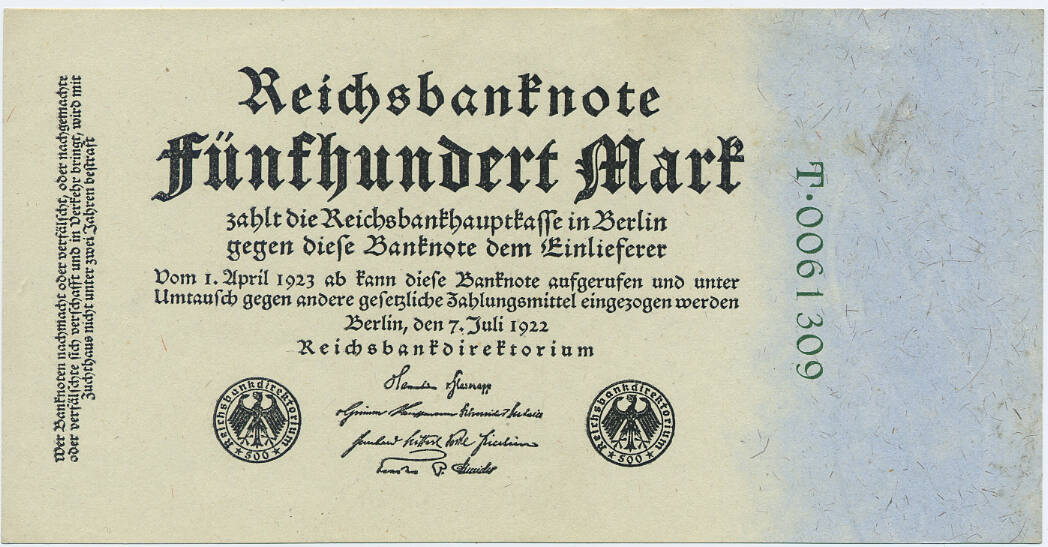 Reichsbanknote
Fünfhundert Mark
zahlt die Reichsbankhauptkasse in Berlin
gegen diese Banknote dem Einlieferer
Vom 1. April 1923 ab kann diese Banknote aufgerufen und unter
Umtausch gegen andere gesetzliche Zahlungsmittel eingezogen werden
Berlin, den 7. Juli 1922
Reichsbankdirektorium
Reichsbankdirektorium
500
Reichsbankdirektorium
500
Wer Banknoten nachmacht oder verfälscht, oder nachgemachte
oder verfälschte sich verschafft und in Verkehr bringt, wird mit
Zuchthaus nicht unter zwei Jahren bestraft
T·0061309